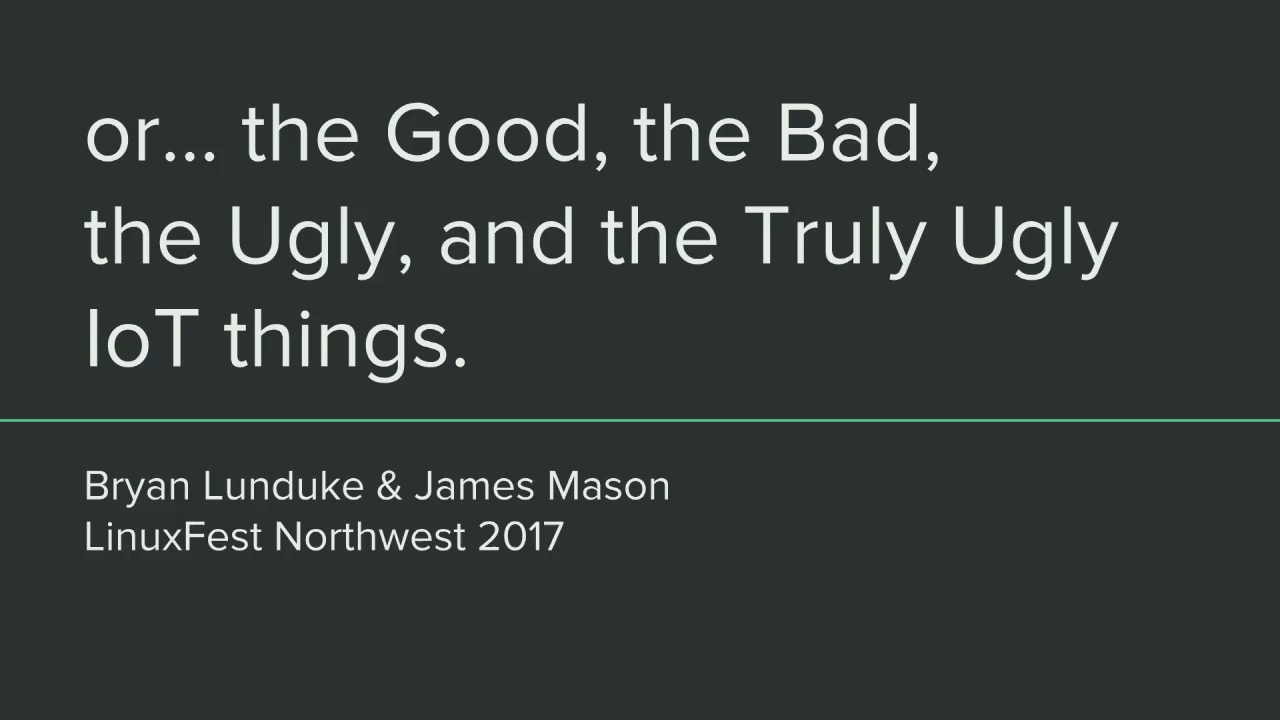 or... the Good, the Bad,
the Ugly, and the Truly Ugly
IoT things.
Bryan Lunduke & James Mason
LinuxFest Northwest 2017